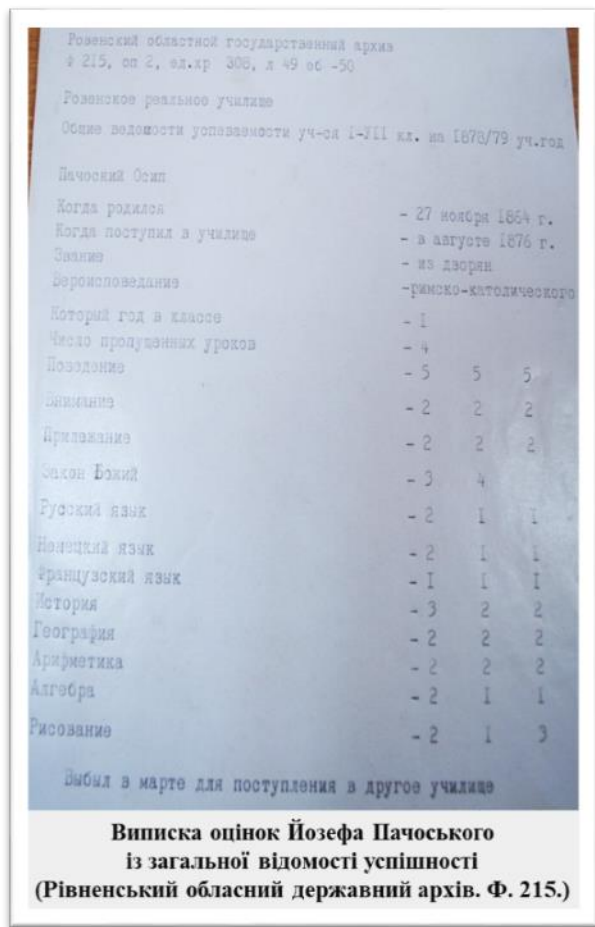 Ровенский областной государственный архив
Ф 215, оп 2, ед.хр 308, л 49 об -50
Ровенское реальное училище
Общие ведомости успеваемости уч-ся I-УII кл. на I878/79 уч.год
Пачоский Осип
Когда родился - 27 ноября I864 г.
Когда поступил в училище - в августе I876 г.
Звание - из дворян
Вероисповедание -римско-католического
Который год в классе - I
Число пропущенных уроков - 4
Поведение - 5 5 5
Внимание - 2 2 2
Прилежание - 2 2 2
Закон Божий - 3 4
Русский язык - 2 I I
Немецкий язык - 2 I I
Французский язык - I I I
История - 3 2 2
География - 2 2 2
Арифметика - 2 2 2
Алгебра - 2 I I
Рисование - 2 I 3
Выбыл в марте для поступления в другое училище
Виписка оцінок Йозефа Пачоського
із загальної відомості успішності
(Рівненський обласний державний архів. Ф. 215.)